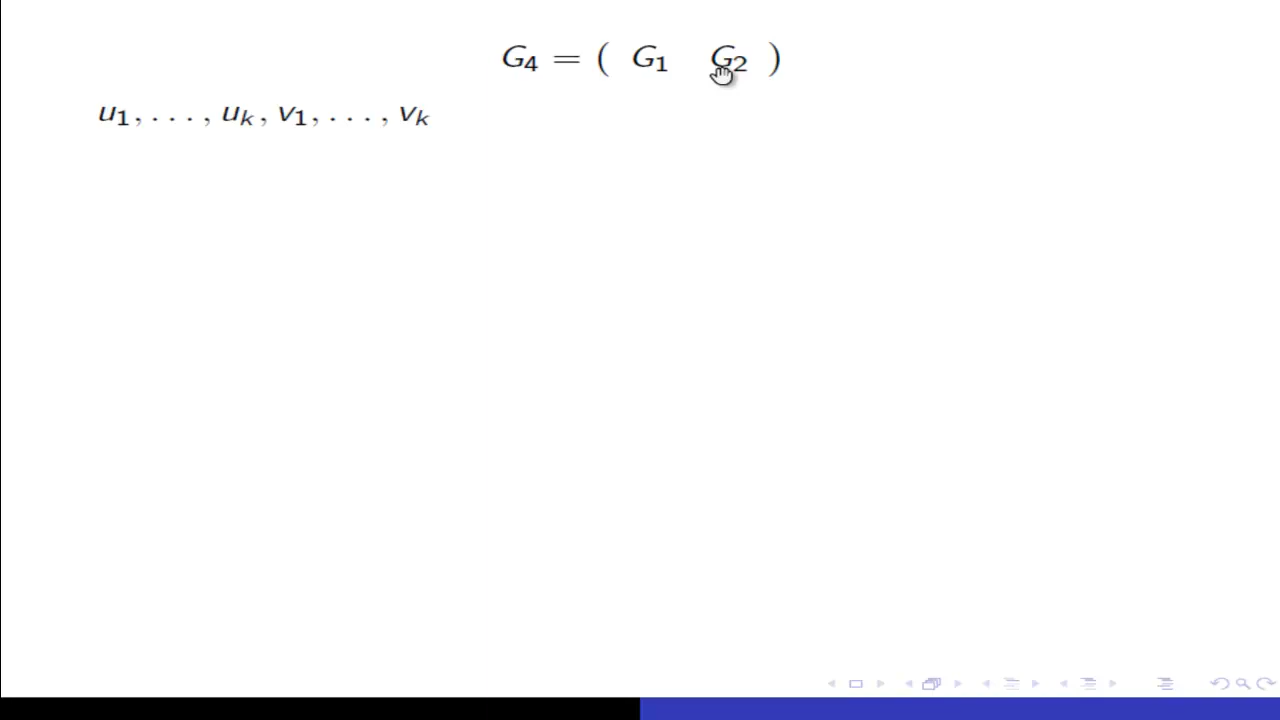 G₄ = ( G₁ G₂ )
u₁, . . . , uₖ, v₁, . . . , vₖ